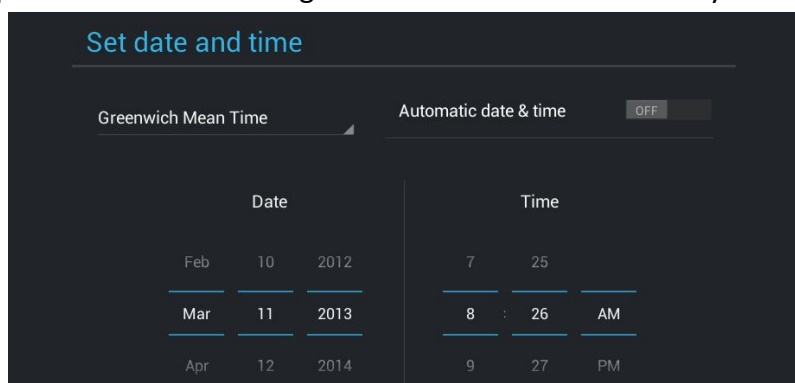 Set date and time
Greenwich Mean Time
Automatic date & time OFF
Date Time
Feb 10 2012 7 25
Mar 11 2013 8 : 26 AM
Apr 12 2014 9 27 PM